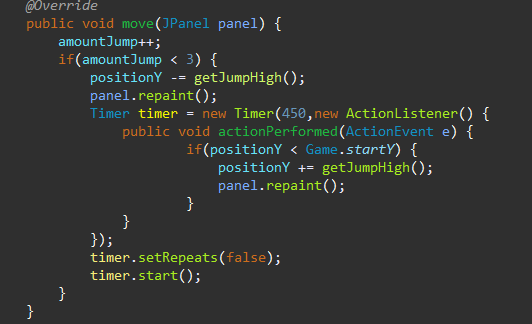 @Override
public void move(JPanel panel) {
    amountJump++;
    if(amountJump < 3) {
        positionY -= getJumpHigh();
        panel.repaint();
        Timer timer = new Timer(450,new ActionListener() {
            public void actionPerformed(ActionEvent e) {
                    if(positionY < Game.startY) {
                        positionY += getJumpHigh();
                        panel.repaint();
                    }
            }
        });
        timer.setRepeats(false);
        timer.start();
    }
}